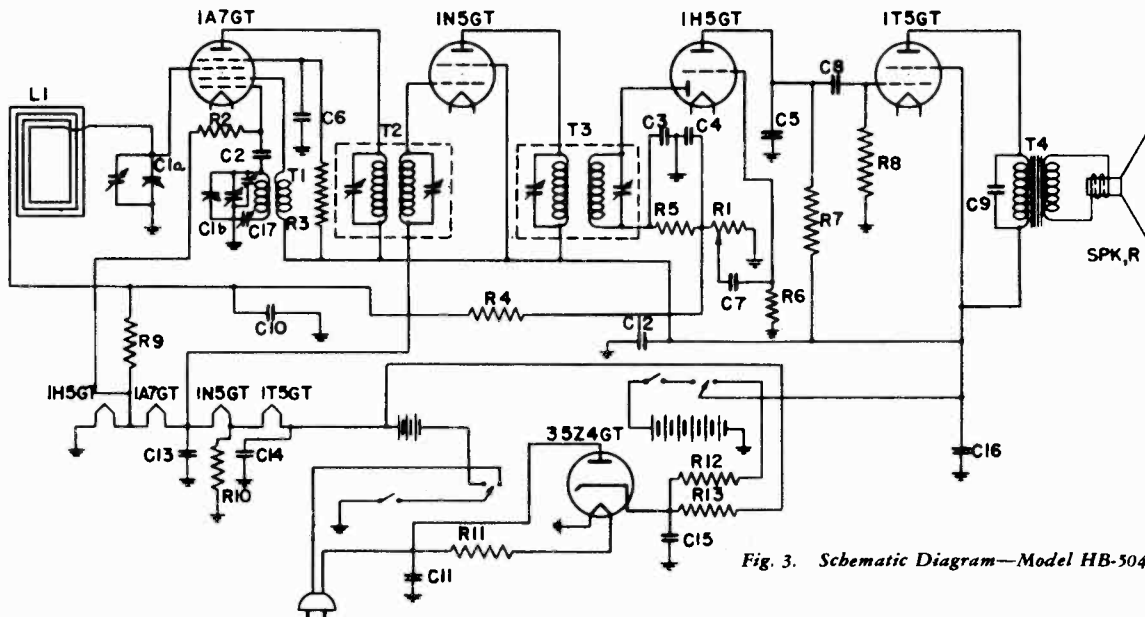 1A7GT 1N5GT 1H5GT 1T5GT
L1
R2
C6
C1a
C2
T1
C1b
C17
R3
T2
T3
C3
C4
C5
C8
R5
R1
C7
R6
R7
R8
C9
T4
SPK,R
R9
C10
R4
C12
1H5GT 1A7GT 1N5GT 1T5GT
C13
R10
C14
35Z4GT
R12
R13
C15
C16
R11
C11
Fig. 3. Schematic Diagram—Model HB-504